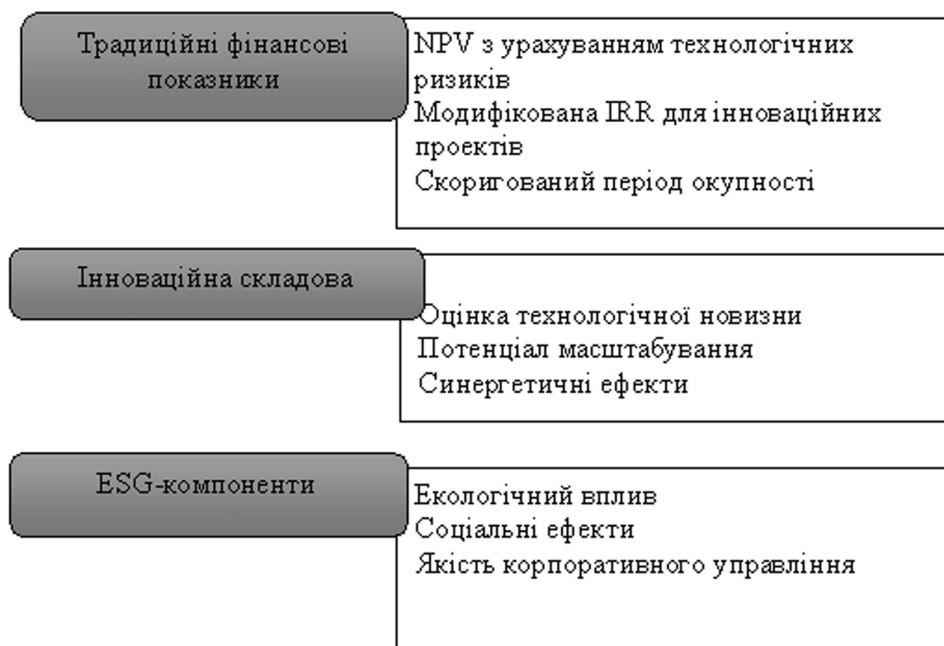 Традиційні фінансові
показники
NPV з урахуванням технологічних
ризиків
Модифікована IRR для інноваційних
проектів
Скоригований період окупності
Інноваційна складова
Оцінка технологічної новизни
Потенціал масштабування
Синергетичні ефекти
ESG-компоненти
Екологічний вплив
Соціальні ефекти
Якість корпоративного управління